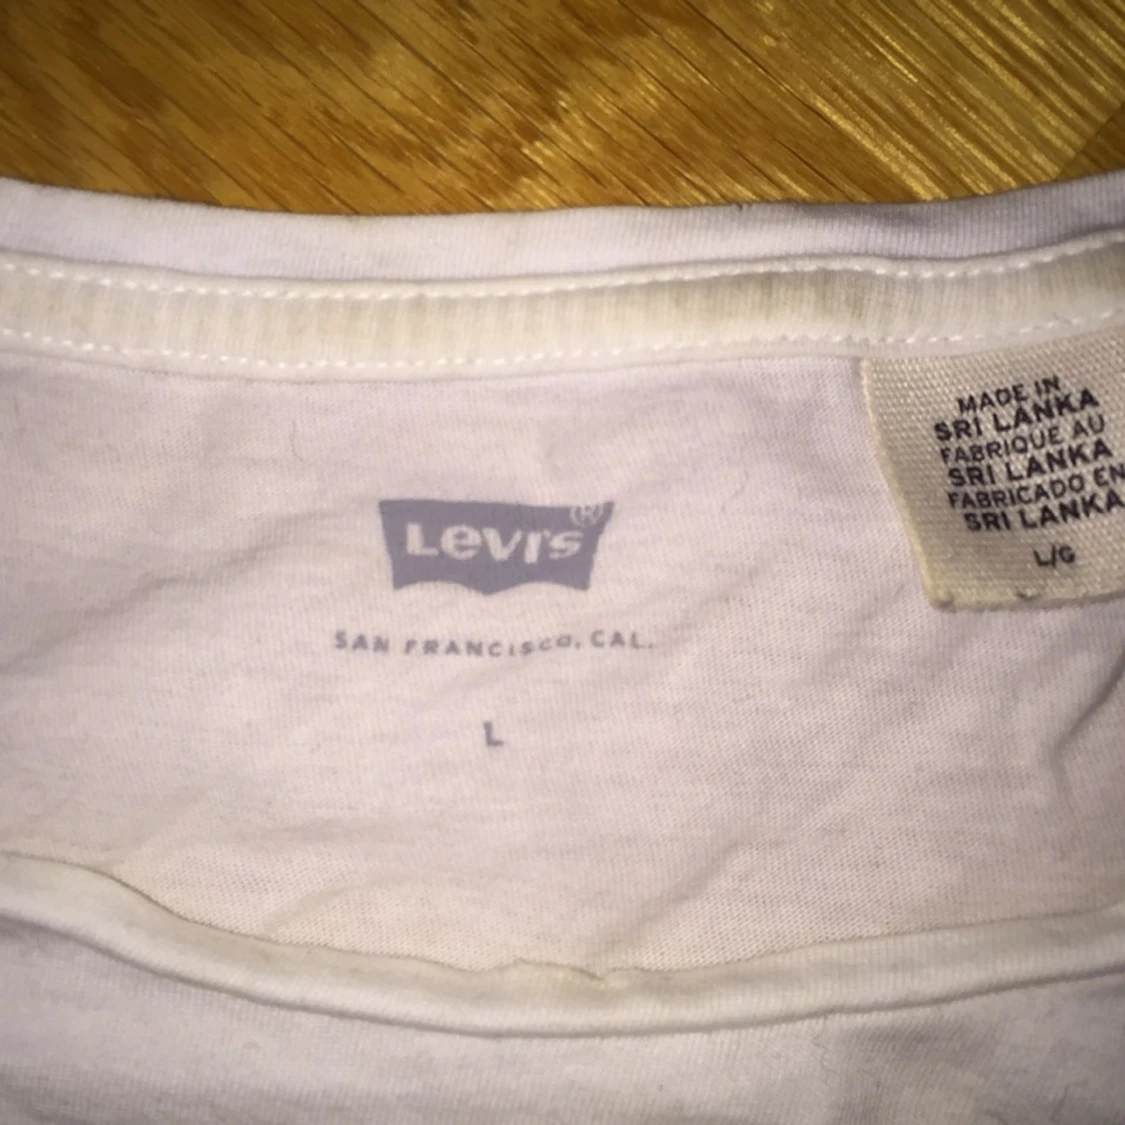 Levi's®
SAN FRANCISCO, CAL.
L
MADE IN
SRI LANKA
FABRIQUE AU
SRI LANKA
FABRICADO EN
SRI LANKA
L/G